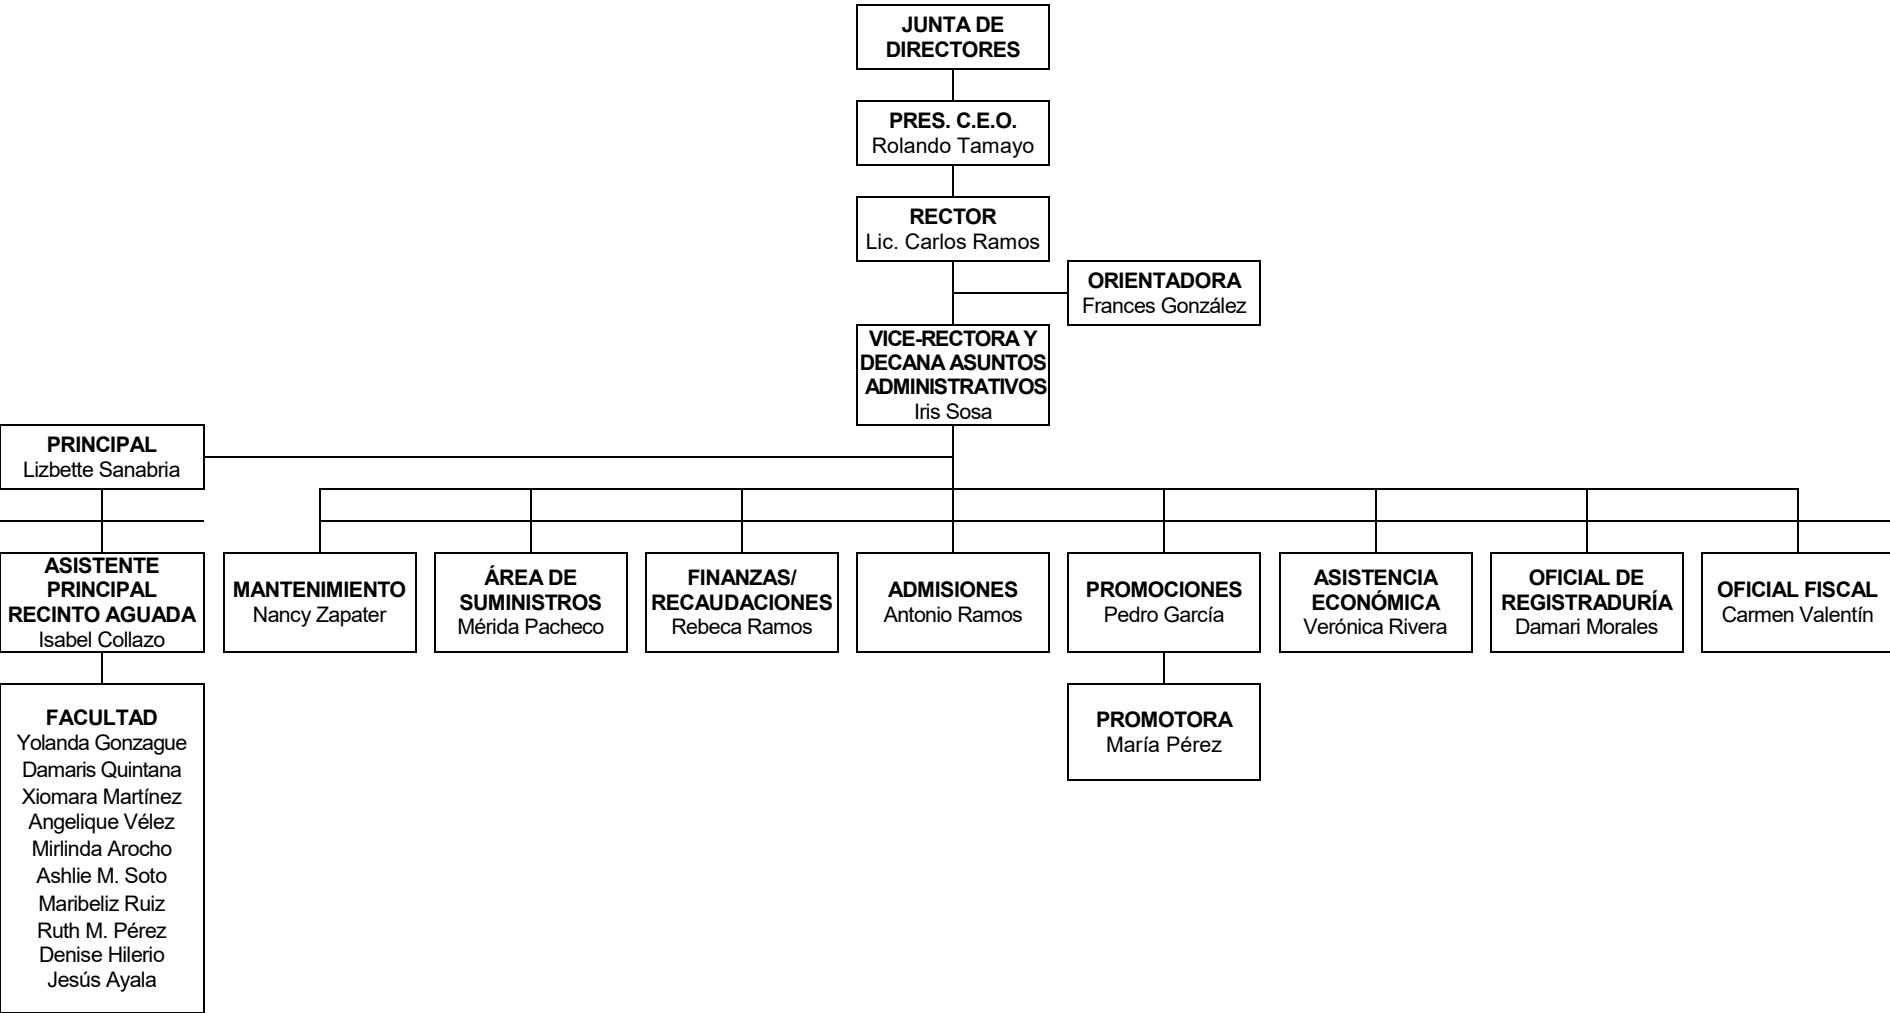 JUNTA DE
DIRECTORES
PRES. C.E.O.
Rolando Tamayo
RECTOR
Lic. Carlos Ramos
ORIENTADORA
Frances González
VICE-RECTORA Y
DECANA ASUNTOS
ADMINISTRATIVOS
Iris Sosa
PRINCIPAL
Lizbette Sanabria
ASISTENTE
PRINCIPAL
RECINTO AGUADA
Isabel Collazo
MANTENIMIENTO
Nancy Zapater
ÁREA DE
SUMINISTROS
Mérida Pacheco
FINANZAS/
RECAUDACIONES
Rebeca Ramos
ADMISIONES
Antonio Ramos
PROMOCIONES
Pedro García
ASISTENCIA
ECONÓMICA
Verónica Rivera
OFICIAL DE
REGISTRADURÍA
Damari Morales
OFICIAL FISCAL
Carmen Valentín
FACULTAD
Yolanda Gonzague
Damaris Quintana
Xiomara Martínez
Angelique Vélez
Mirlinda Arocho
Ashlie M. Soto
Maribeliz Ruiz
Ruth M. Pérez
Denise Hilerio
Jesús Ayala
PROMOTORA
María Pérez